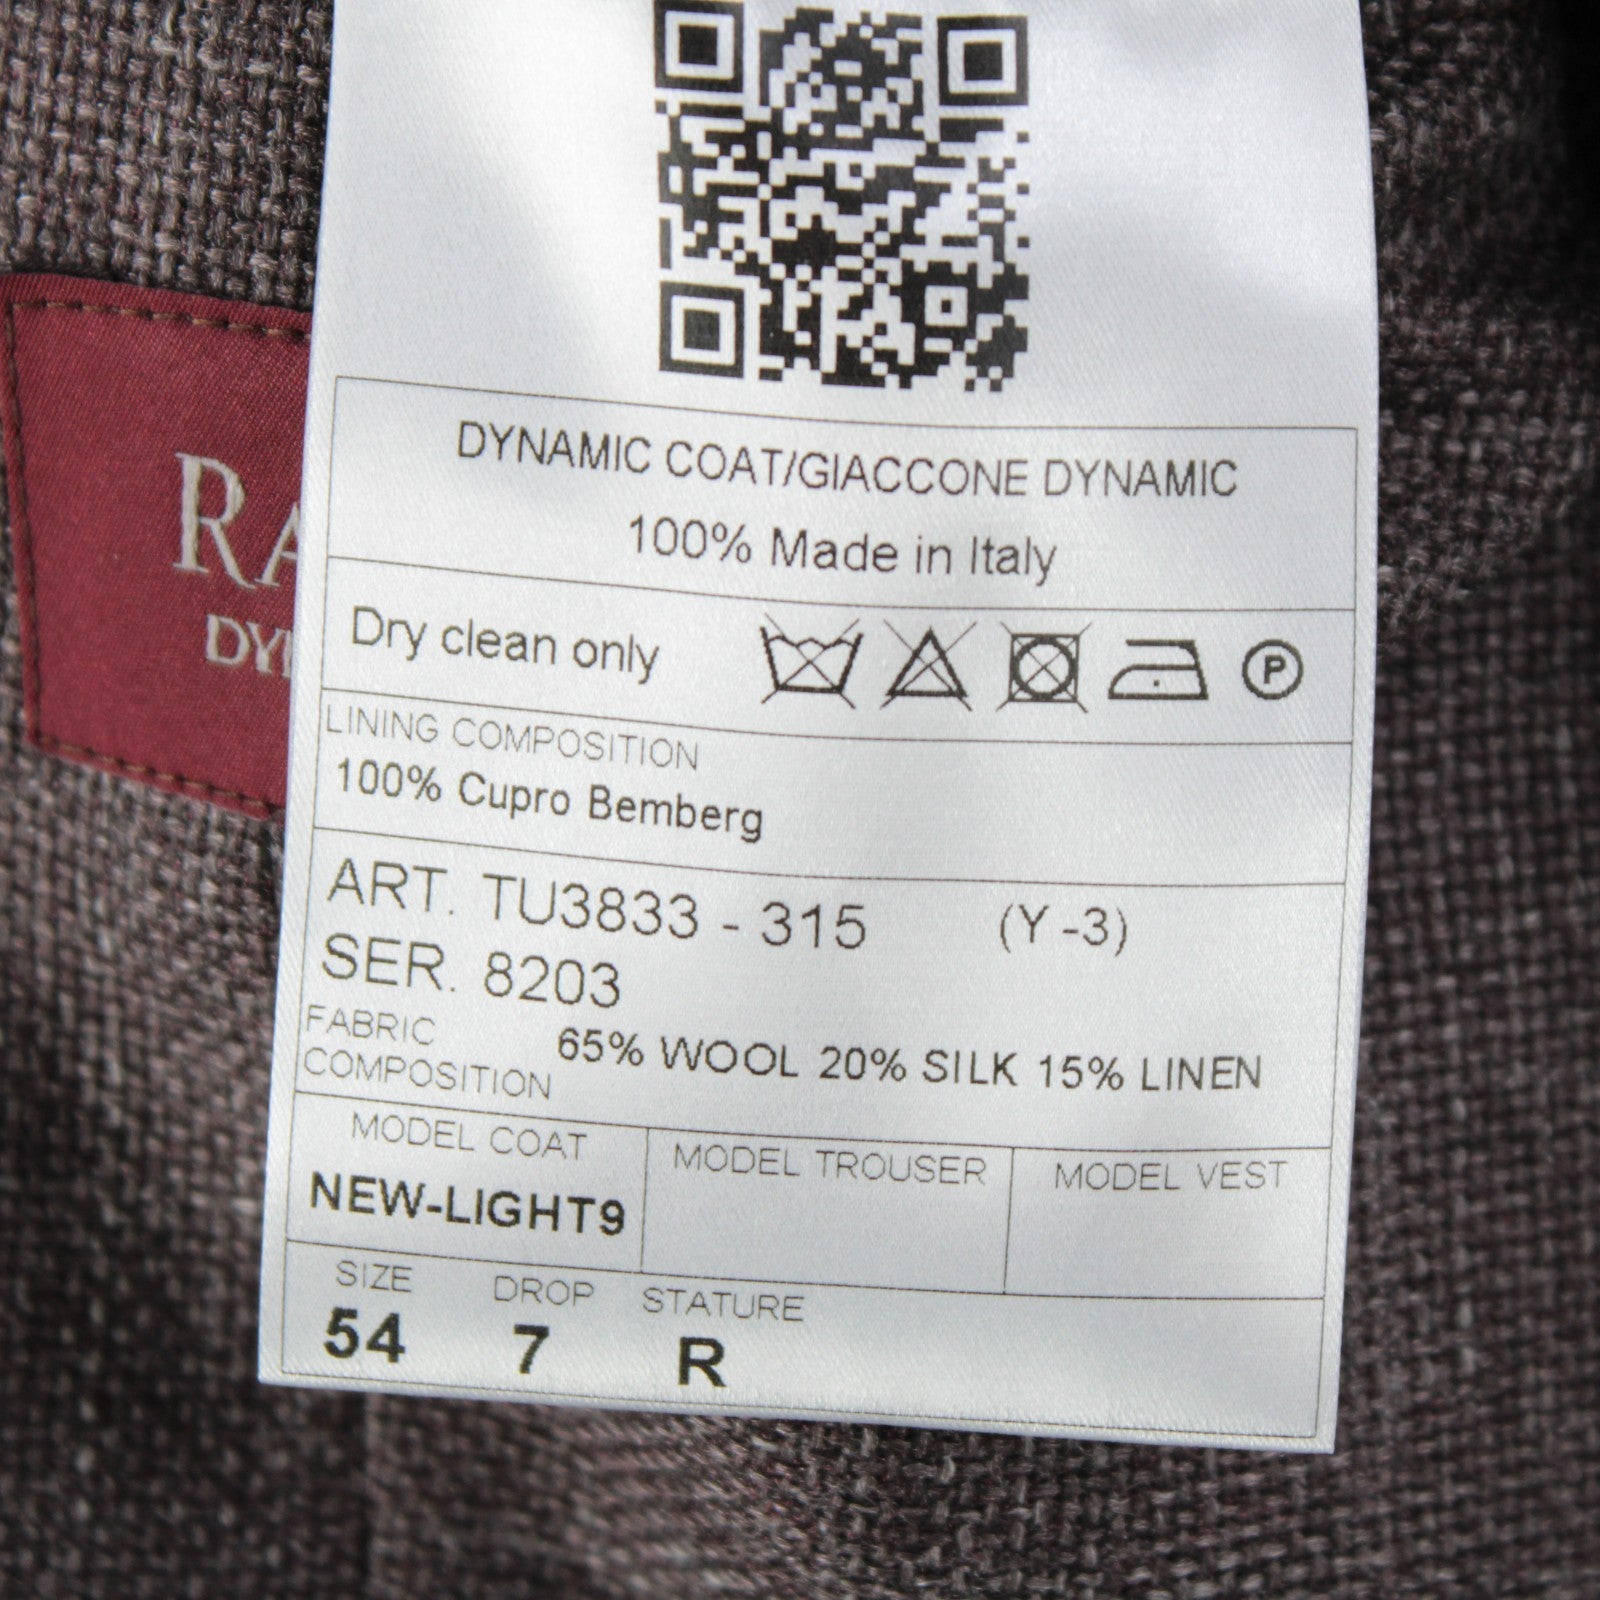 DYNAMIC COAT/GIACCONE DYNAMIC
100% Made in Italy
Dry clean only
P
LINING COMPOSITION
100% Cupro Bemberg
ART. TU3833 - 315 (Y -3)
SER. 8203
FABRIC COMPOSITION 65% WOOL 20% SILK 15% LINEN
MODEL COAT MODEL TROUSER MODEL VEST
NEW-LIGHT9
SIZE DROP STATURE
54 7 R